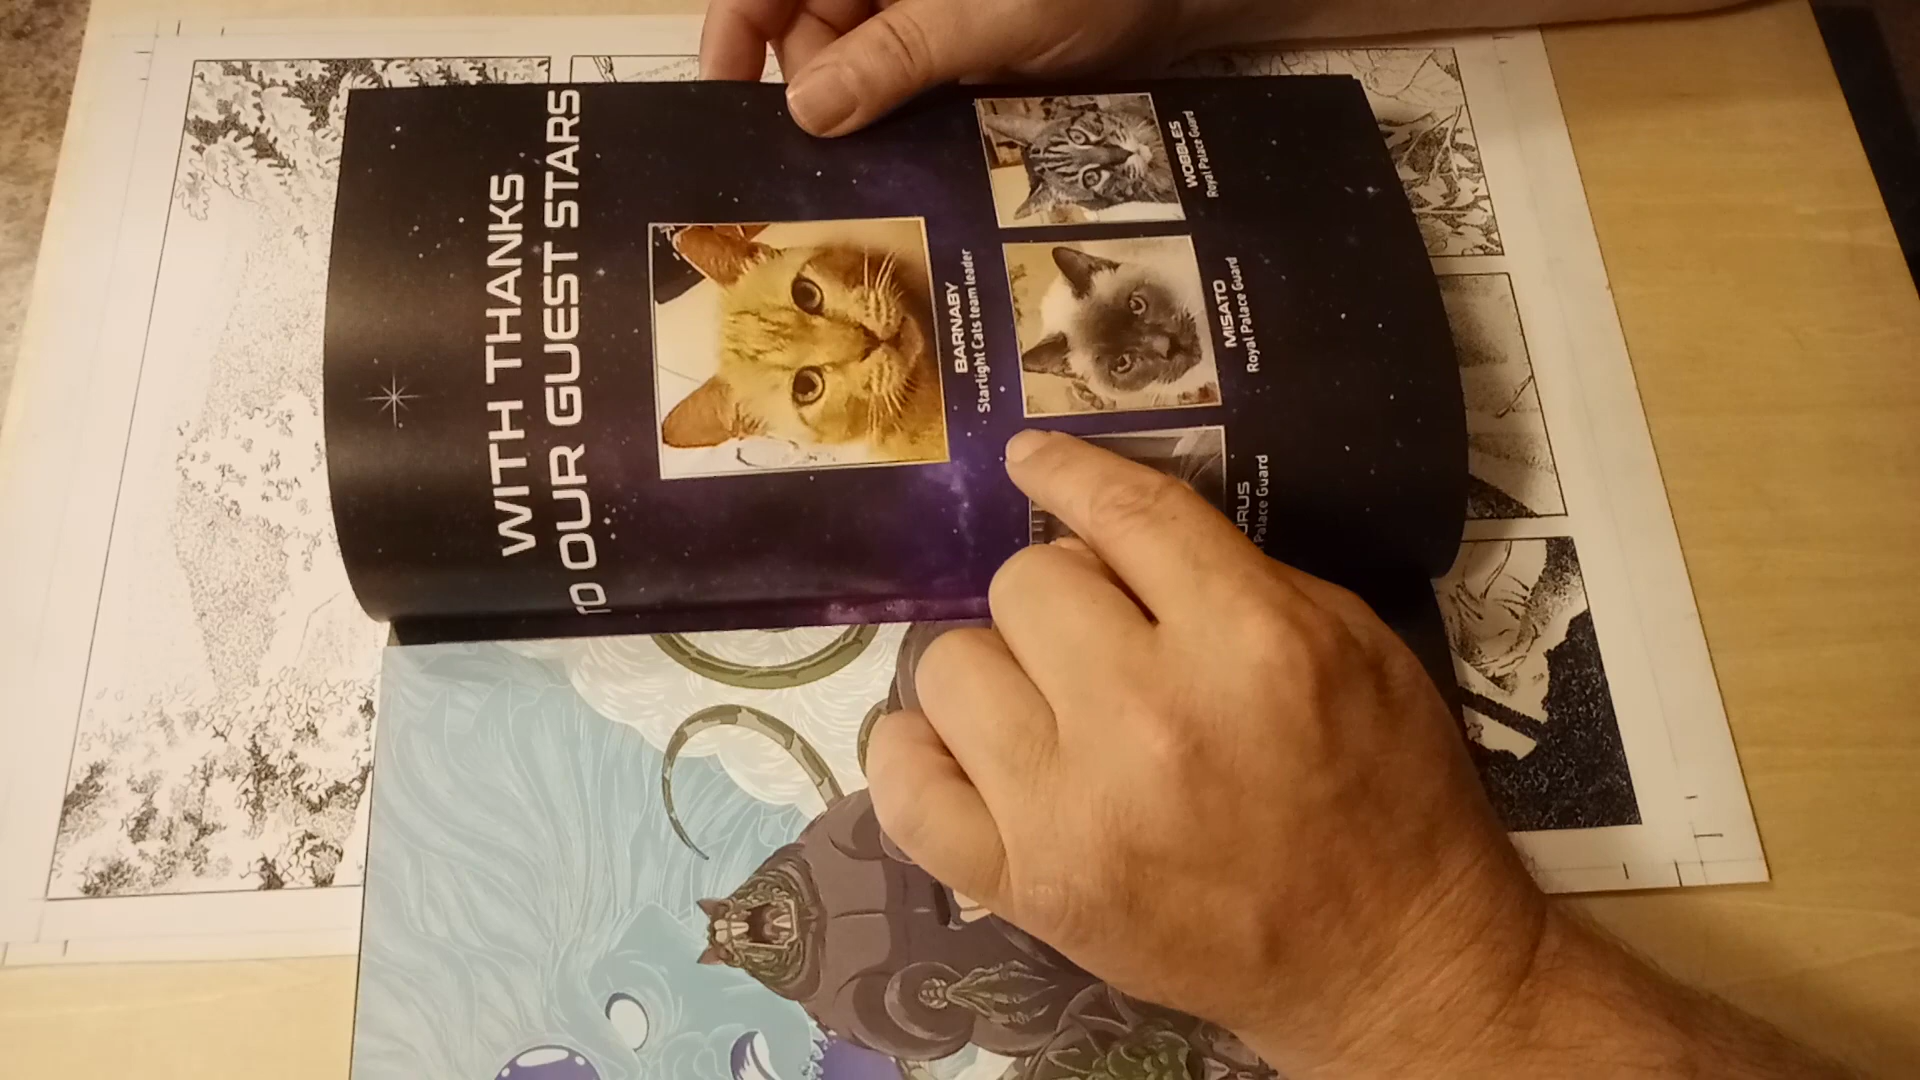 WITH THANKS
TO OUR GUEST STARS
BARNABY
Starlight Cats team leader
URUS
Palace Guard
MISATO
Royal Palace Guard
WOBBLES
Royal Palace Guard